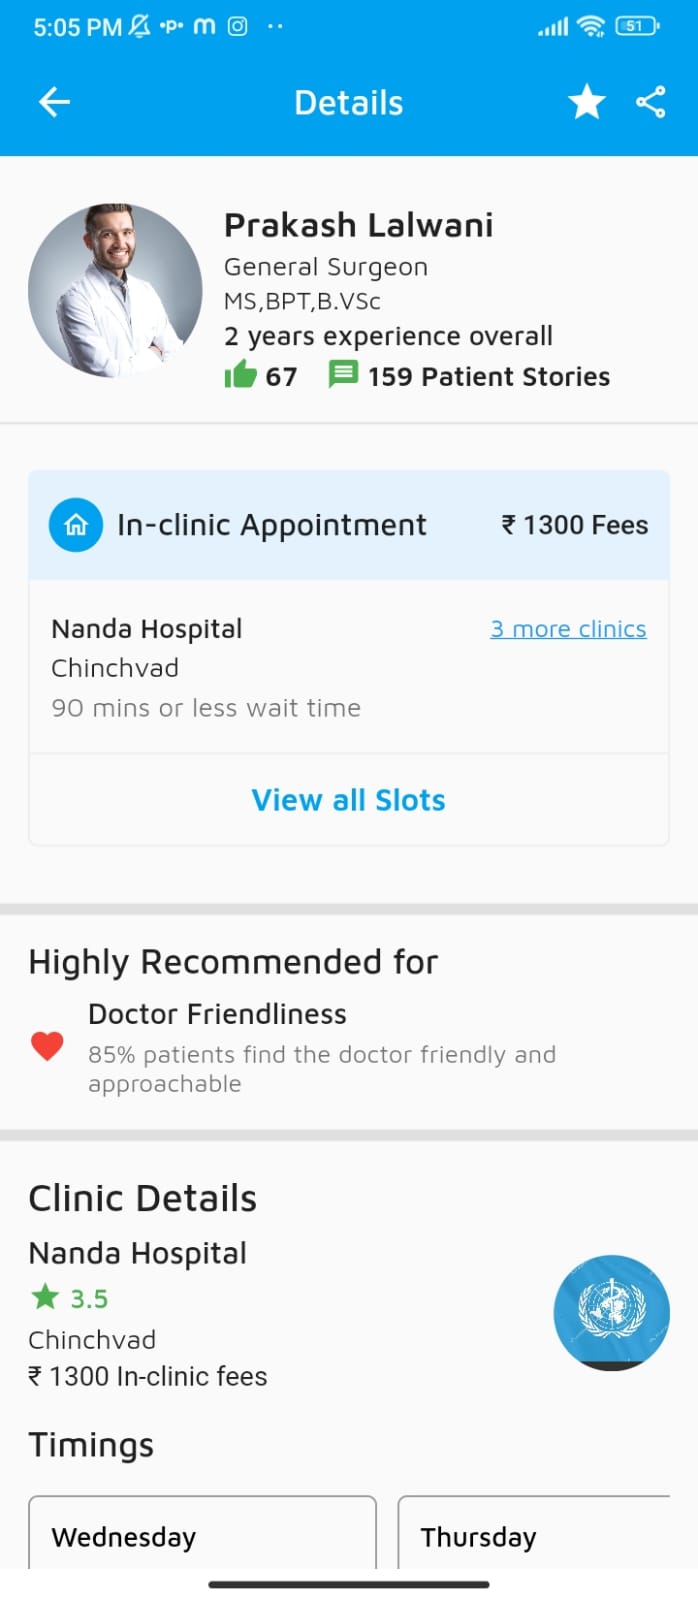 5:05 PM
51
Details
Prakash Lalwani
General Surgeon
MS,BPT,B.VSc
2 years experience overall
67 159 Patient Stories
In-clinic Appointment ₹ 1300 Fees
Nanda Hospital 3 more clinics
Chinchvad
90 mins or less wait time
View all Slots
Highly Recommended for
Doctor Friendliness
85% patients find the doctor friendly and
approachable
Clinic Details
Nanda Hospital
3.5
Chinchvad
₹ 1300 In-clinic fees
Timings
Wednesday Thursday